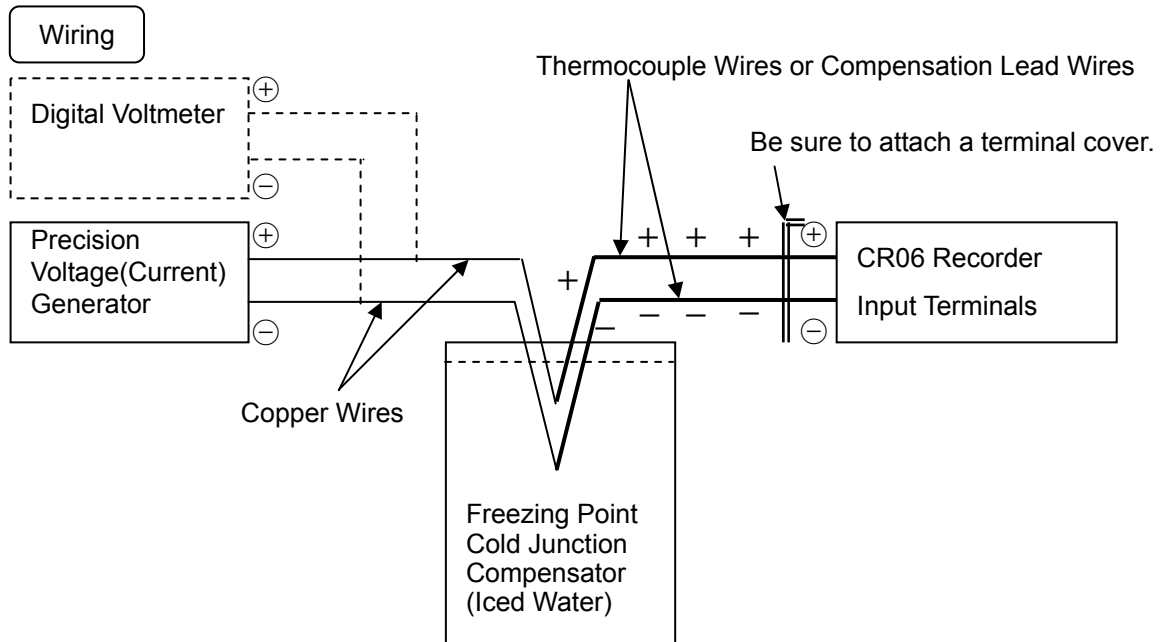 Wiring
Thermocouple Wires or Compensation Lead Wires
Digital Voltmeter
+
−
Be sure to attach a terminal cover.
Precision
Voltage(Current)
Generator
+
−
+ + + +
− − − −
+
−
CR06 Recorder
Input Terminals
Copper Wires
Freezing Point
Cold Junction
Compensator
(Iced Water)